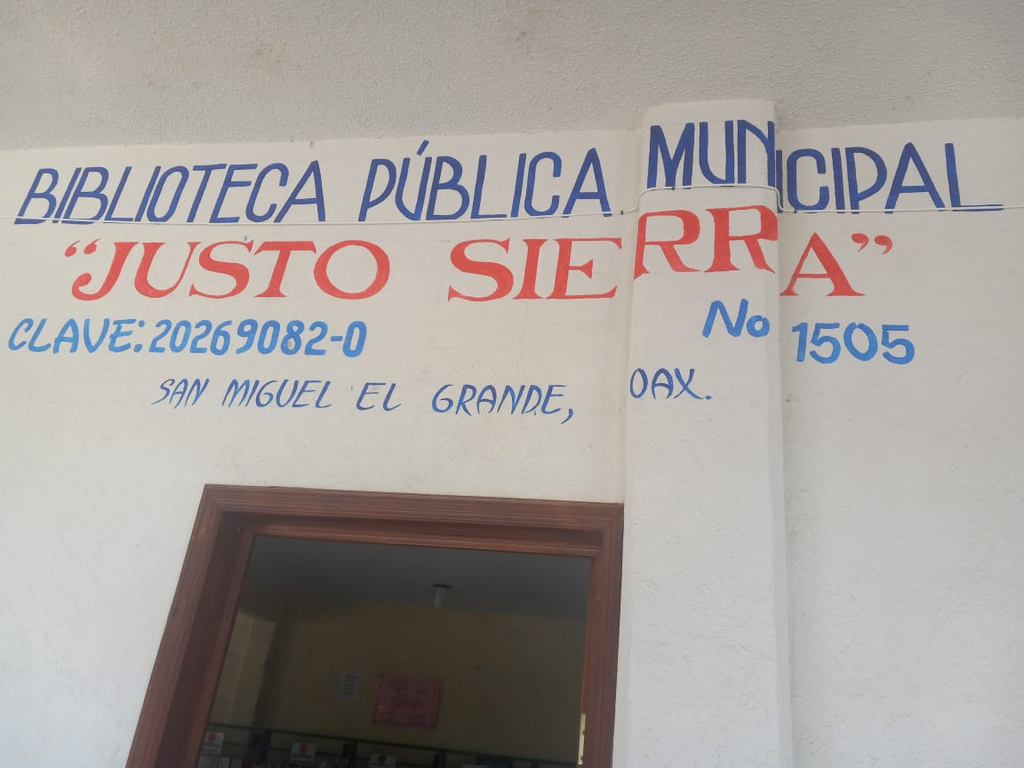 BIBLIOTECA PÚBLICA MUNICIPAL
"JUSTO SIERRA"
CLAVE: 20269082-0 No 1505
SAN MIGUEL EL GRANDE, OAX.